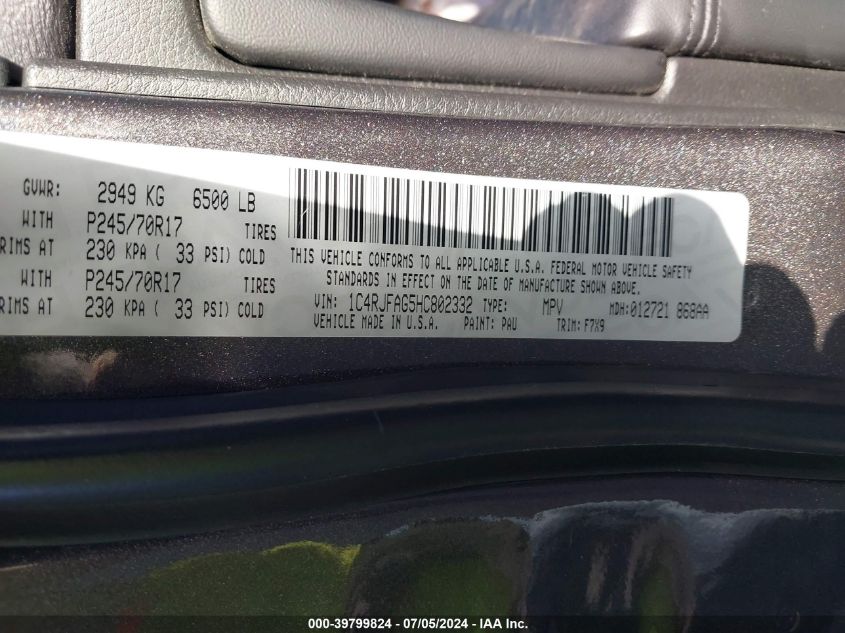 GVWR: 2949 KG 6500 LB
WITH P245/70R17 TIRES
RIMS AT 230 KPA ( 33 PSI) COLD
WITH P245/70R17 TIRES
RIMS AT 230 KPA ( 33 PSI) COLD
THIS VEHICLE CONFORMS TO ALL APPLICABLE U.S.A. FEDERAL MOTOR VEHICLE SAFETY
STANDARDS IN EFFECT ON THE DATE OF MANUFACTURE SHOWN ABOVE.
VIN: 1C4RJFAG5HC802332 TYPE: MPV MDH:012721 868AA
VEHICLE MADE IN U.S.A. PAINT: PAU TRIM: F7X9
000-39799824 / 07/05/2024 - IAA Inc.